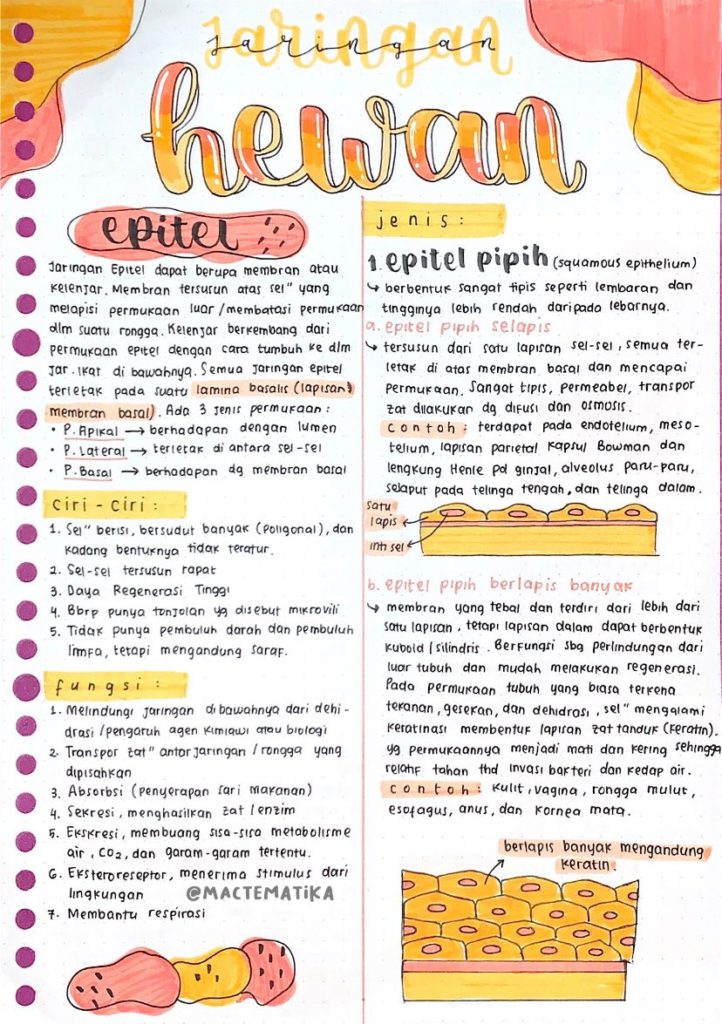 jaringan
hewan
epitel
Jaringan Epitel dapat berupa membran atau
kelenjar. Membran tersusun atas sel" yang
melapisi permukaan luar/membatasi permukaan
dlm suatu rongga. Kelenjar berkembang dari
permukaan epitel dengan cara tumbuh ke dlm
jar. ikat di bawahnya. Semua jaringan epitel
terletak pada suatu lamina basalis (lapisan)
membran basal). Ada 3 jenis permukaan:
• P. Apikal → berhadapan dengan lumen
• P. Lateral → terletak di antara sel-sel
• P. Basal → berhadapan dg membran basal
ciri-ciri:
1. Sel" berisi, bersudut banyak (poligonal), dan
kadang bentuknya tidak teratur.
2. Sel-sel tersusun rapat
3. Daya Regenerasi Tinggi
4. Bbrp punya tonjolan yg disebut mikrovili
5. Tidak punya pembuluh darah dan pembuluh
limfa, tetapi mengandung saraf.
fungsi:
1. Melindungi jaringan dibawahnya dari dehi-
drasi/pengaruh agen kimiawi atau biologi
2. Transpor zat" antarjaringan/rongga yang
dipisahkan
3. Absorbsi (penyerapan sari makanan)
4. Sekresi, menghasilkan zat/enzim
5. Ekskresi, membuang sisa-sisa metabolisme
air, CO2, dan garam-garam tertentu.
6. Eksteroreseptor, menerima stimulus dari
lingkungan
@MACTEMATIKA
7. Membantu respirasi
jenis:
1. epitel pipih (squamous epithelium)
↳ berbentuk sangat tipis seperti lembaran dan
tingginya lebih rendah daripada lebarnya.
a. epitel pipih selapis
↳ tersusun dari satu lapisan sel-sel, semua ter-
letak di atas membran basal dan mencapai
permukaan. Sangat tipis, permeabel, transpor
zat dilakukan dg difusi dan osmosis.
contoh: terdapat pada endotelium, meso-
telium, lapisan parietal kapsul Bowman dan
lengkung Henle pd ginjal, alveolus paru-paru,
selaput pada telinga tengah, dan telinga dalam.
satu
lapis
inti sel
b. epitel pipih berlapis banyak
↳ membran yang tebal dan terdiri dari lebih dari
satu lapisan, tetapi lapisan dalam dapat berbentuk
kuboid/silindris. Berfungsi sbg perlindungan dari
luar tubuh dan mudah melakukan regenerasi.
Pada permukaan tubuh yang biasa terkena
tekanan, gesekan, dan dehidrasi, sel" mengalami
keratinasi membentuk lapisan zat tanduk (keratin).
yg permukaannya menjadi mati dan kering sehingga
relatif tahan thd invasi bakteri dan kedap air.
contoh: kulit, vagina, rongga mulut,
esofagus, anus, dan kornea mata.
berlapis banyak mengandung
keratin.